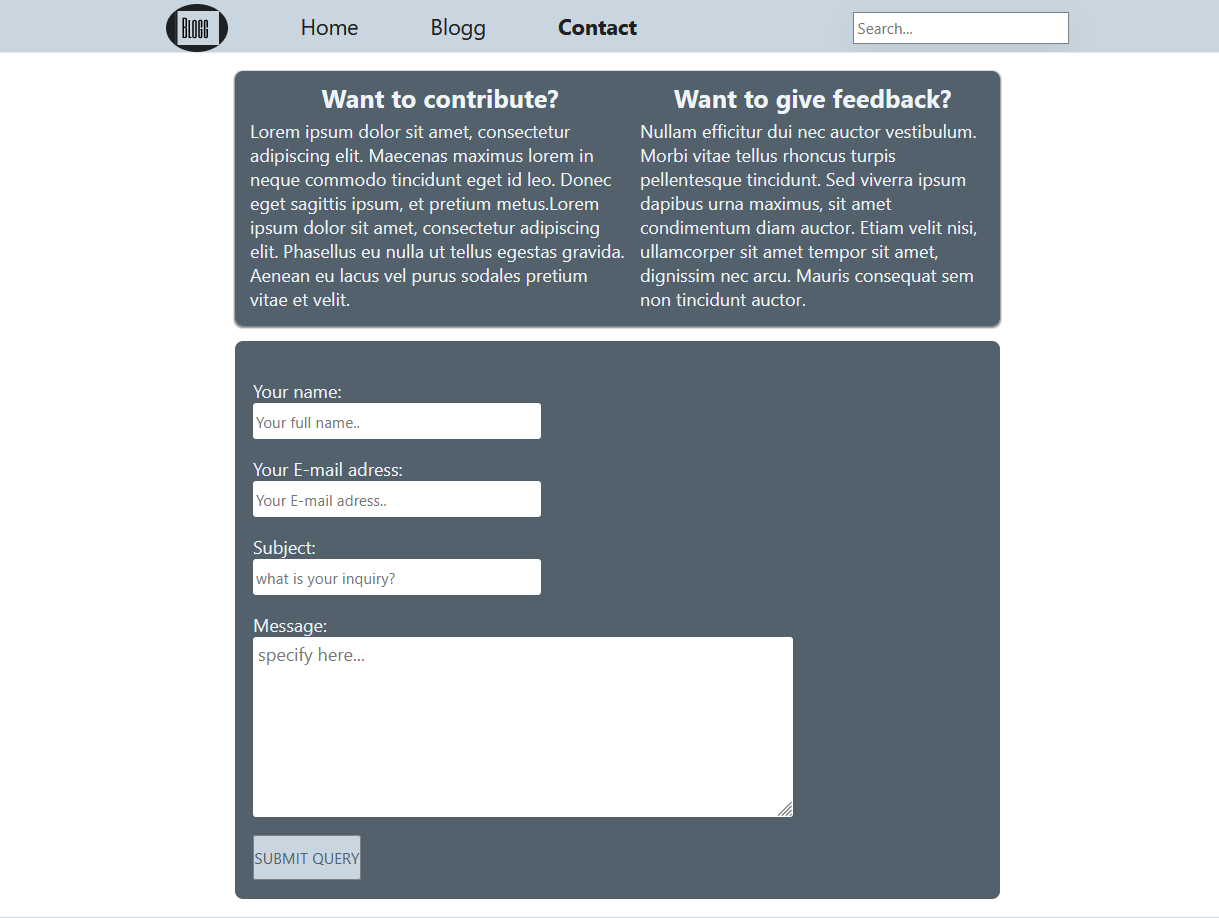 Blogg
Home
Blogg
Contact
Search...
Want to contribute?
Lorem ipsum dolor sit amet, consectetur
adipiscing elit. Maecenas maximus lorem in
neque commodo tincidunt eget id leo. Donec
eget sagittis ipsum, et pretium metus.Lorem
ipsum dolor sit amet, consectetur adipiscing
elit. Phasellus eu nulla ut tellus egestas gravida.
Aenean eu lacus vel purus sodales pretium
vitae et velit.
Want to give feedback?
Nullam efficitur dui nec auctor vestibulum.
Morbi vitae tellus rhoncus turpis
pellentesque tincidunt. Sed viverra ipsum
dapibus urna maximus, sit amet
condimentum diam auctor. Etiam velit nisi,
ullamcorper sit amet tempor sit amet,
dignissim nec arcu. Mauris consequat sem
non tincidunt auctor.
Your name:
Your full name..
Your E-mail adress:
Your E-mail adress..
Subject:
what is your inquiry?
Message:
specify here...
SUBMIT QUERY